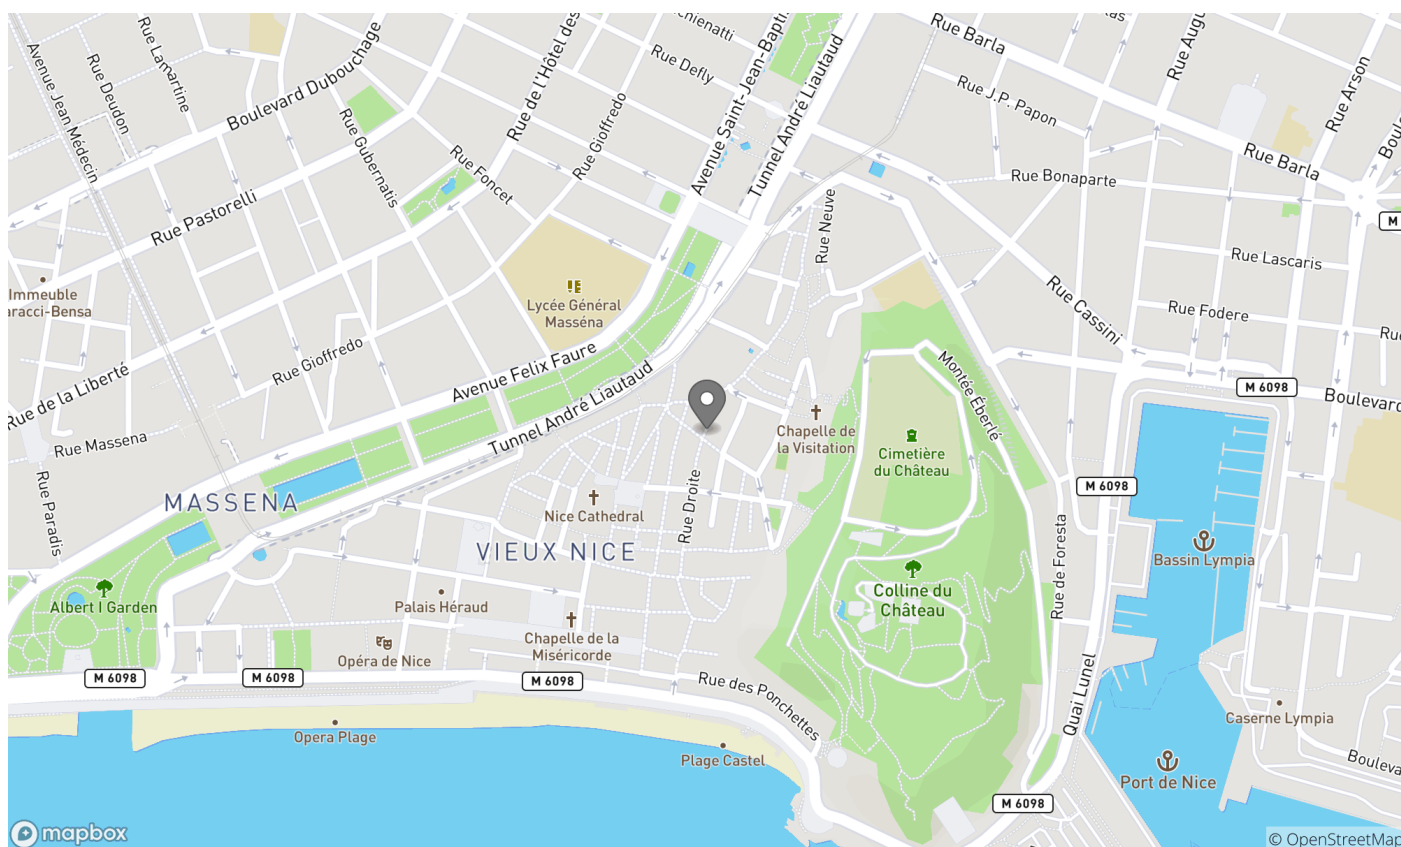 Avenue Jean Médecin
Rue Deudon
Rue Lamartine
Boulevard Dubouchage
Rue de l'Hôtel des
Rue Defly
Avenue Saint-Jean-Bapti
Tunnel André Liautaud
Rue Barla
Rue J.P. Papon
Rue Augu
Rue Arson
Boule
Rue Barla
Rue Bonaparte
M
Rue Gubernatis
Rue Foncet
Rue Gioffredo
Rue Pastorelli
Rue Neuve
Rue Lascaris
Immeuble
aracci-Bensa
Lycée Général
Masséna
Rue Cassini
Rue Fodere
Rue
Rue Gioffredo
Avenue Felix Faure
Rue de la Liberté
Tunnel André Liautaud
Montée Éberlé
M 6098
Boulevard
Rue Massena
Chapelle de
la Visitation
Cimetière
du Château
Rue Paradis
MASSENA
Rue Droite
M 6098
Nice Cathedral
VIEUX NICE
Rue de Foresta
Bassin Lympia
Albert I Garden
Palais Héraud
Colline du
Château
Chapelle de la
Miséricorde
Opéra de Nice
M 6098
M 6098
M 6098
Rue des Ponchettes
Quai Lunel
Caserne Lympia
Opera Plage
Plage Castel
Port de Nice
Bouleva
M 6098
mapbox
© OpenStreetMap